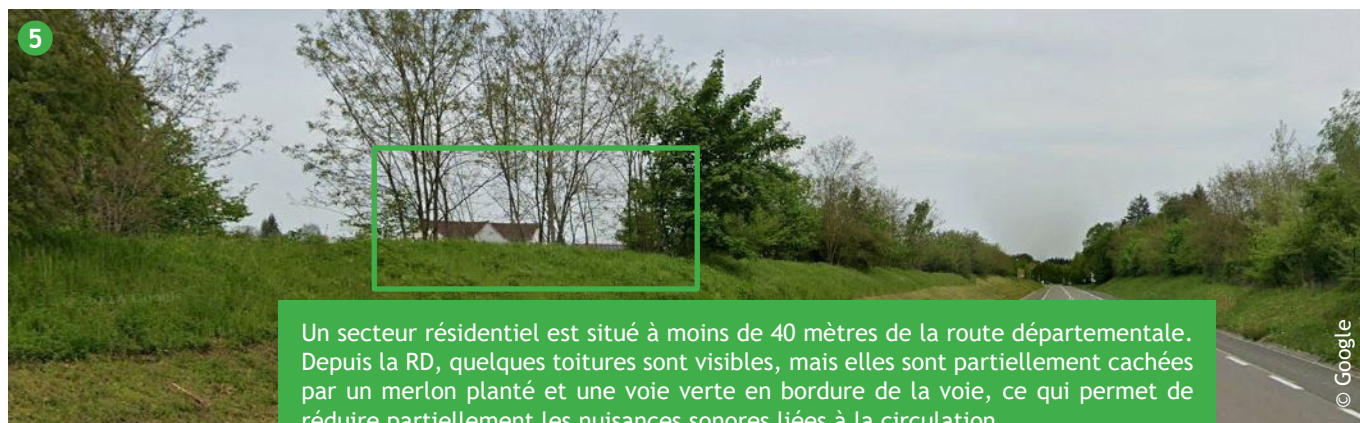 5
Un secteur résidentiel est situé à moins de 40 mètres de la route départementale.
Depuis la RD, quelques toitures sont visibles, mais elles sont partiellement cachées
par un merlon planté et une voie verte en bordure de la voie, ce qui permet de
réduire partiellement les nuisances sonores liées à la circulation.
© Google